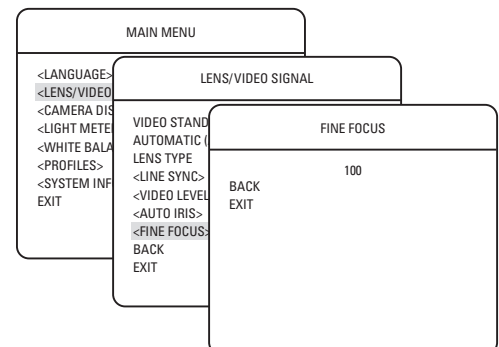 MAIN MENU
<LANGUAGE>
<LENS/VIDEO
<CAMERA DIS
<LIGHT METE
<WHITE BALA
<PROFILES>
<SYSTEM INF
EXIT
LENS/VIDEO SIGNAL
VIDEO STAND
AUTOMATIC (
LENS TYPE
<LINE SYNC>
<VIDEO LEVEL
<AUTO IRIS>
<FINE FOCUS>
BACK
EXIT
FINE FOCUS
100
BACK
EXIT